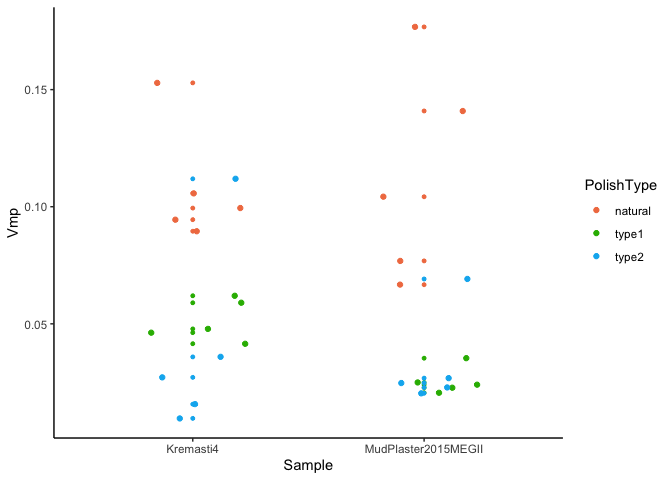 0.15
0.10
0.05
Vmp
Kremasti4
MudPlaster2015MEGII
Sample
PolishType
natural
type1
type2